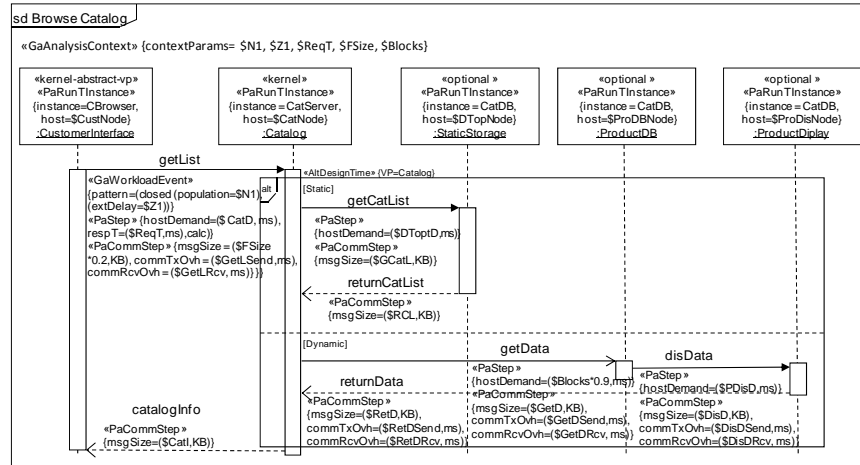 sd Browse Catalog
«GaAnalysisContext» {contextParams= $N1, $Z1, $ReqT, $FSize, $Blocks}
«kernel-abstract-vp»
«PaRunTInstance»
{instance=CBrowser,
host=$CustNode}
:CustomerInterface
«kernel»
«PaRunTInstance»
{instance=CatServer,
host=$CatNode}
:Catalog
«optional »
«PaRunTInstance»
{instance = CatDB,
host=$DTopNode}
:StaticStorage
«optional »
«PaRunTInstance»
{instance= CatDB,
host=$ProDBNode}
:ProductDB
«optional »
«PaRunTInstance»
{instance= CatDB,
host=$ProDisNode}
:ProductDiplay
getList
«GaWorkloadEvent»
{pattern=(closed (population=$N1),
(extDelay=$Z1))}
«PaStep» {hostDemand=($CatD, ms),
respT=($ReqT,ms),calc)}
«PaCommStep» {msgSize = ($FSize
*0.2,KB), commTxOvh = ($GetLSend,ms),
commRcvOvh = ($GetLRcv, ms)}}}
«AltDesignTime» {VP=Catalog}
alt
[Static]
getCatList
«PaStep»
{hostDemand=($DToptD,ms)}
«PaCommStep»
{msgSize=($GCatL,KB)}
returnCatList
«PaCommStep»
{msgSize=($RCL,KB)}
[Dynamic]
getData
«PaStep»
{hostDemand=($Blocks*0.9,ms)}
«PaCommStep»
{msgSize=($GetD,KB),
commTxOvh=($GetDSend,ms),
commRcvOvh=($GetDRcv, ms)}
disData
«PaStep»
{hostDemand=($PDisD,ms)}
«PaCommStep»
{msgSize=($DisD,KB),
commTxOvh=($DisDSend,ms),
commRcvOvh=($DisDRcv, ms)}
returnData
«PaCommStep»
{msgSize=($RetD,KB),
commTxOvh=($RetDSend,ms),
commRcvOvh=($RetDRcv, ms)}
catalogInfo
«PaCommStep»
{msgSize=($CatI,KB)}